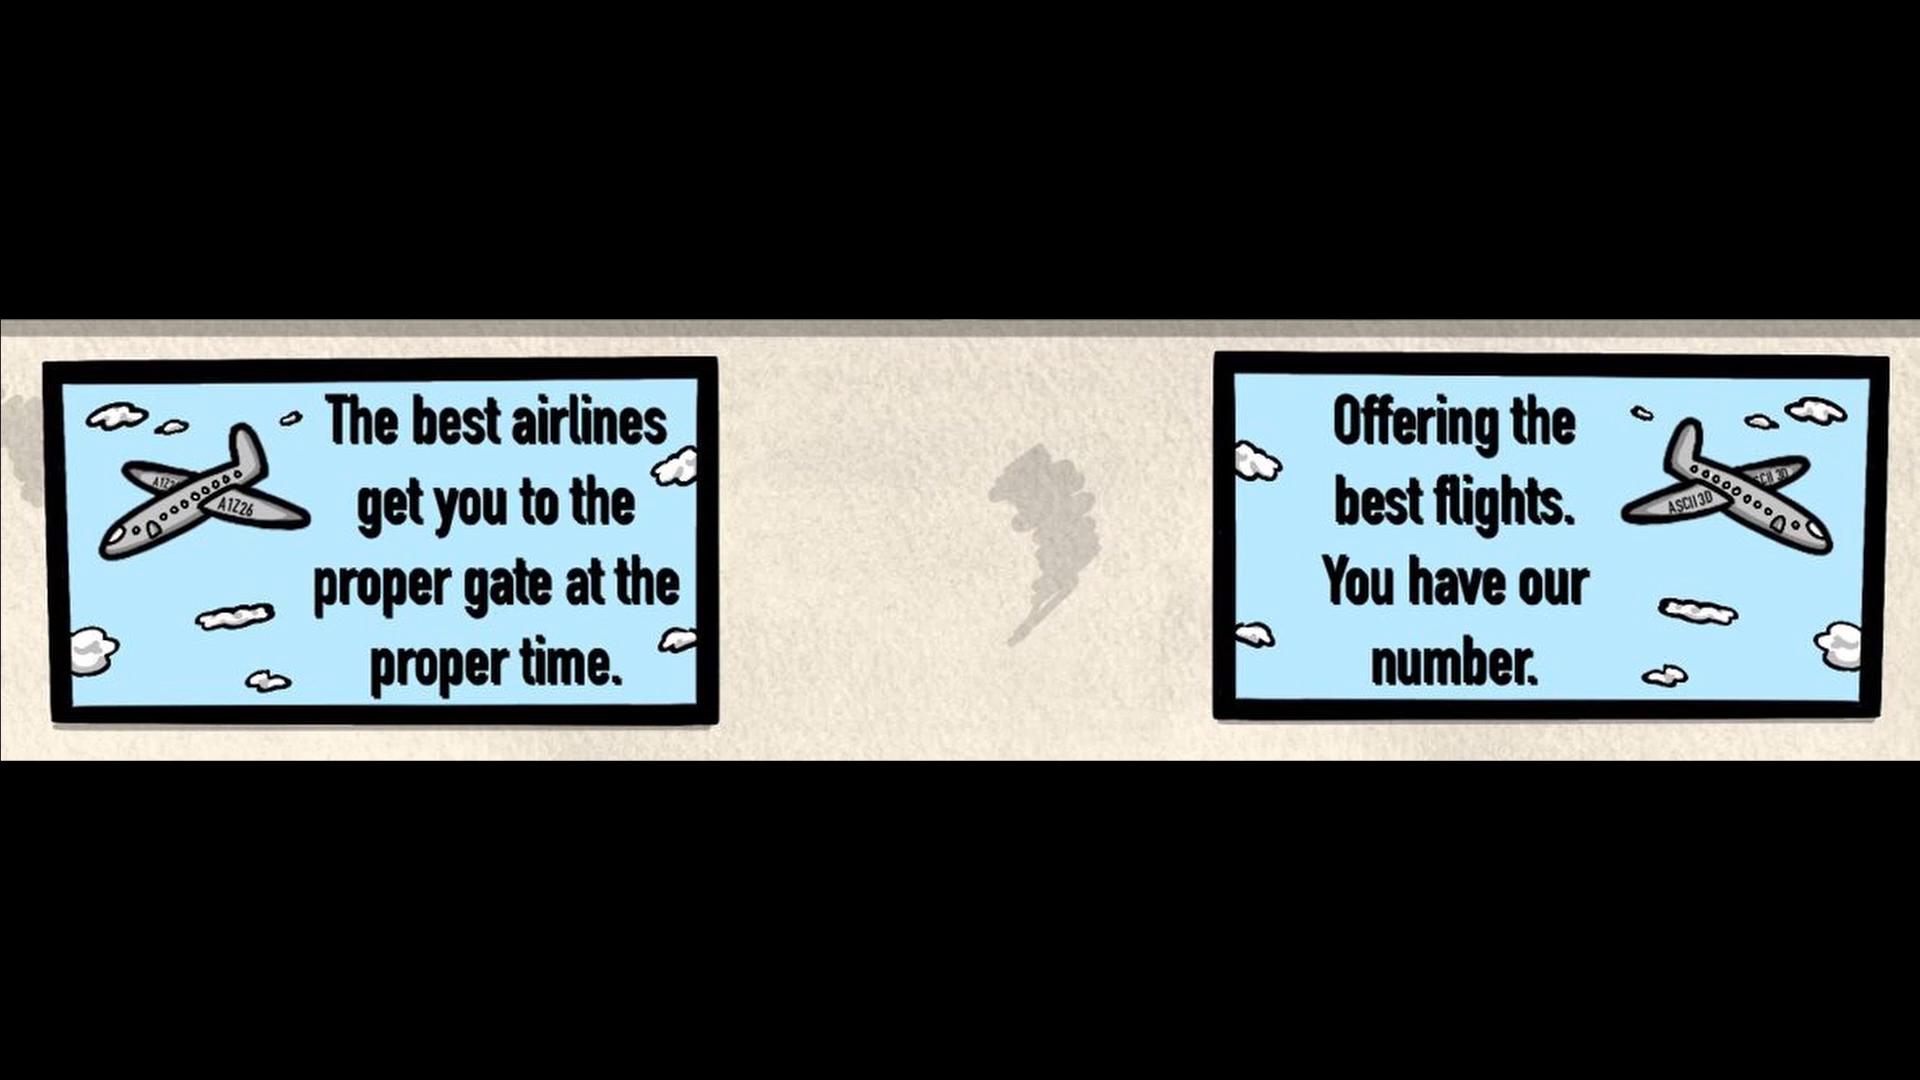 The best airlines
get you to the
proper gate at the
proper time.
A1Z26
Offering the
best flights.
You have our
number.
ASCII 3D